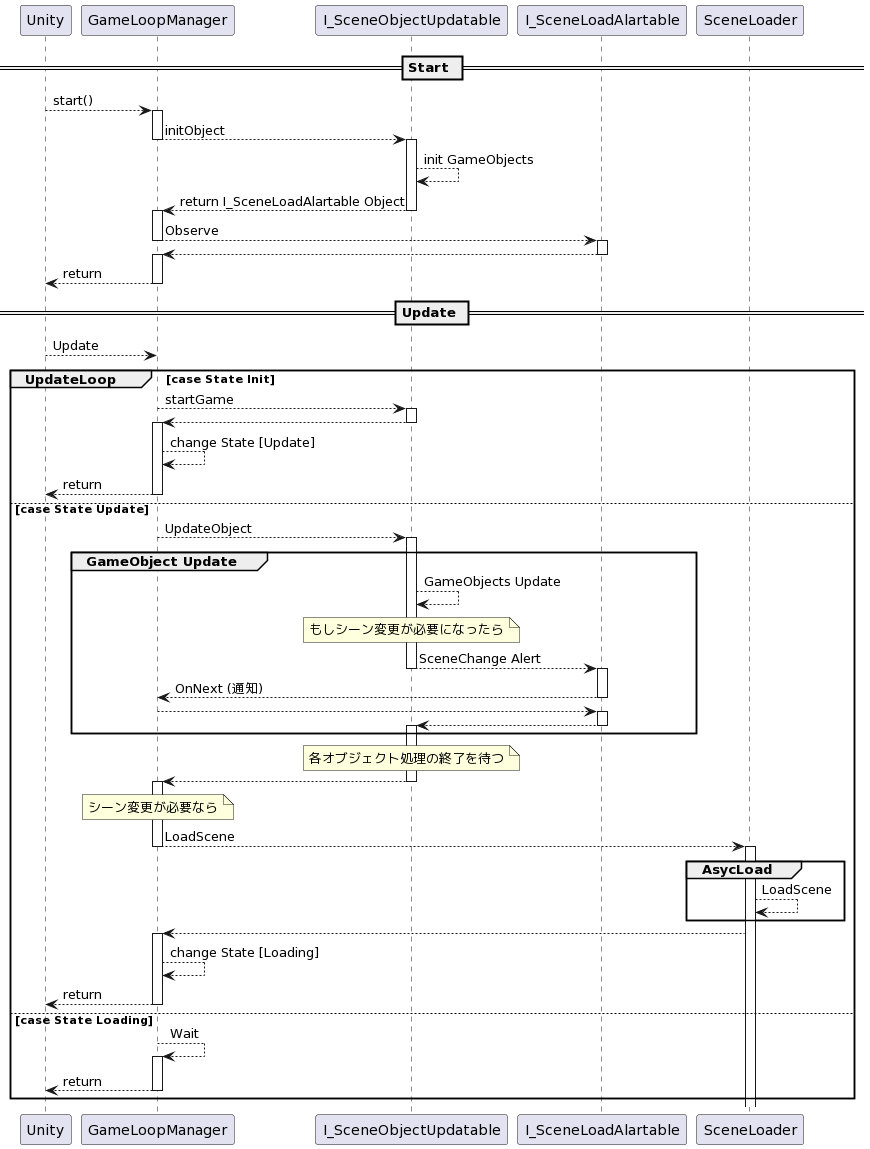 Unity GameLoopManager I_SceneObjectUpdatable I_SceneLoadAlartable SceneLoader
Start
start()
initObject
init GameObjects
return I_SceneLoadAlartable Object
Observe
return
Update
Update
UpdateLoop [case State Init]
startGame
change State [Update]
return
[case State Update]
UpdateObject
GameObject Update
GameObjects Update
もしシーン変更が必要になったら
SceneChange Alert
OnNext (通知)
各オブジェクト処理の終了を待つ
シーン変更が必要なら
LoadScene
AsycLoad
LoadScene
change State [Loading]
return
[case State Loading]
Wait
return
Unity GameLoopManager I_SceneObjectUpdatable I_SceneLoadAlartable SceneLoader